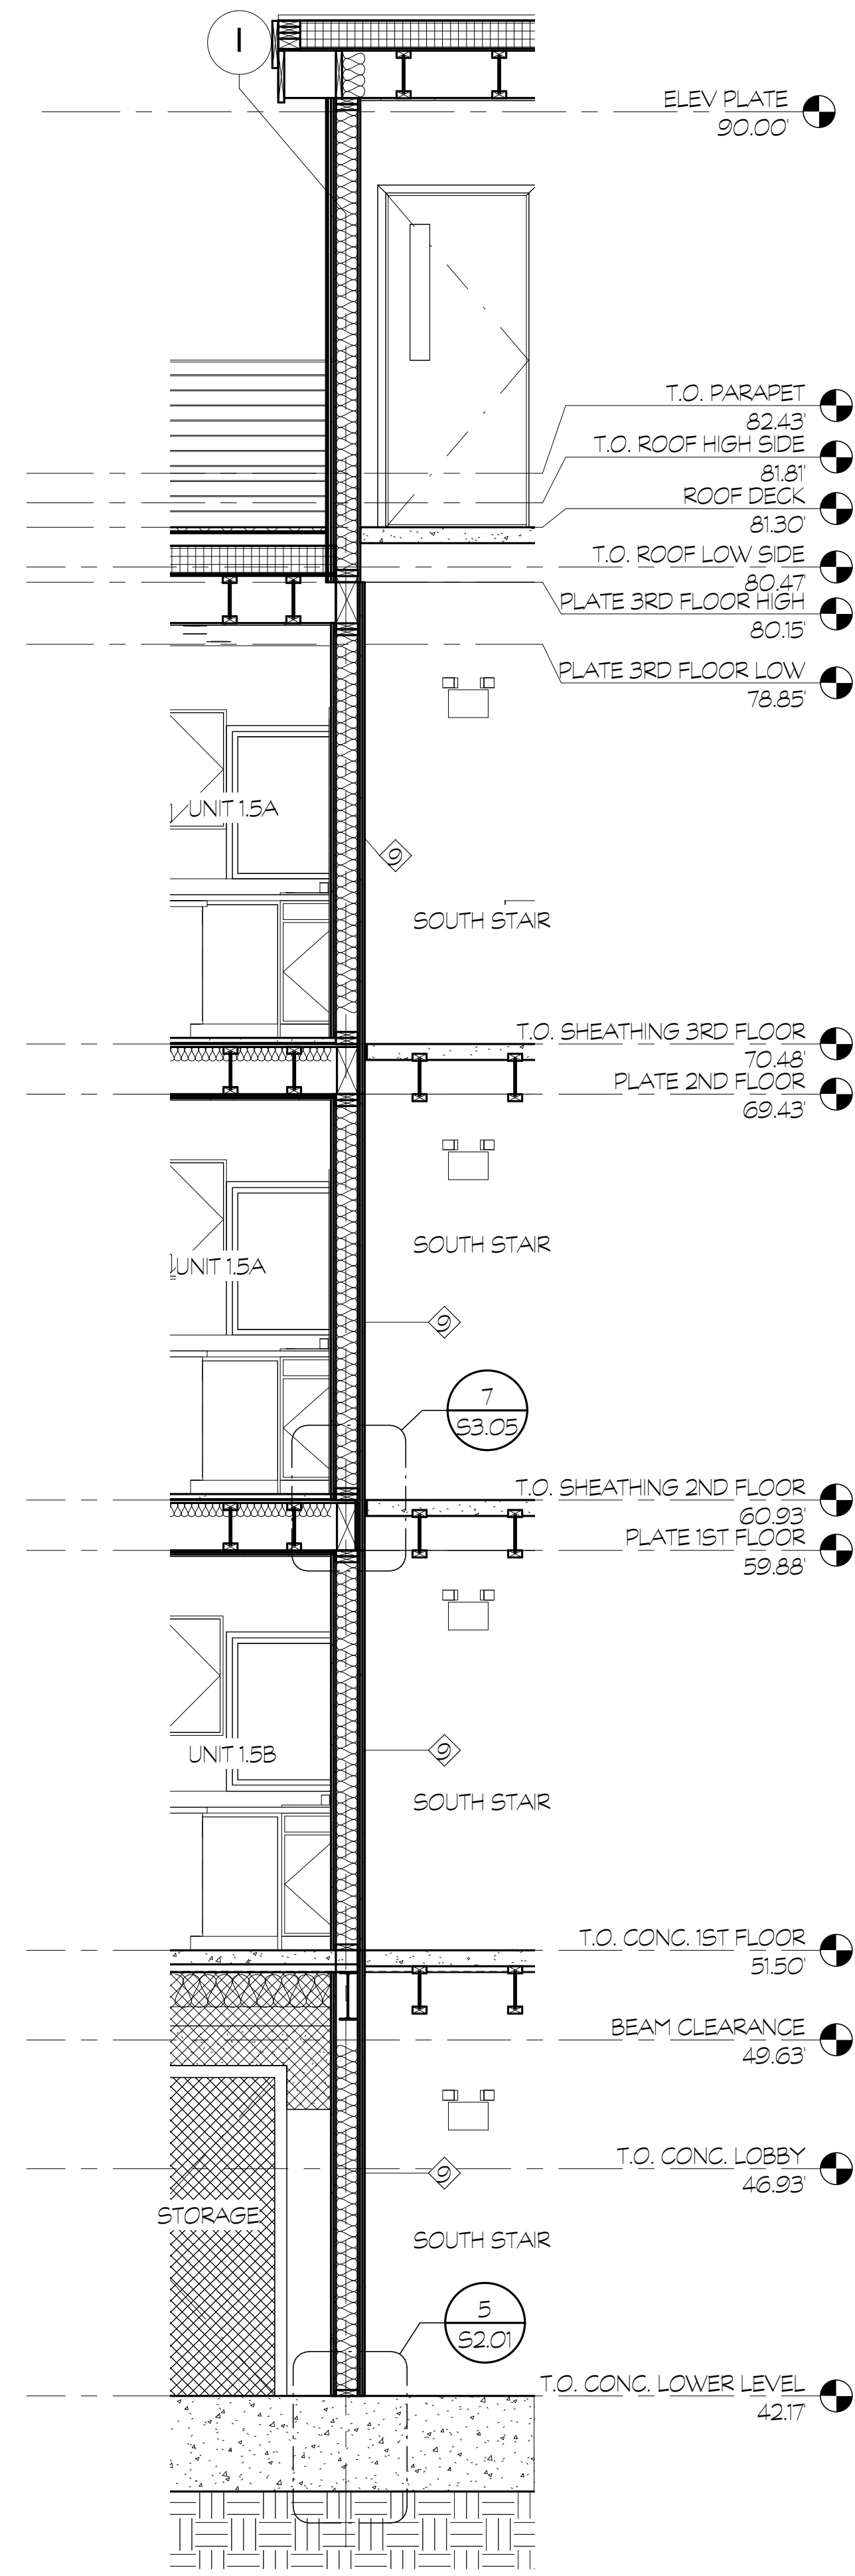 I
ELEV PLATE
90.00'
T.O. PARAPET
82.43'
T.O. ROOF HIGH SIDE
81.81'
ROOF DECK
81.30'
T.O. ROOF LOW SIDE
80.47'
PLATE 3RD FLOOR HIGH
80.15'
PLATE 3RD FLOOR LOW
78.85'
UNIT 1.5A
9
SOUTH STAIR
T.O. SHEATHING 3RD FLOOR
70.48'
PLATE 2ND FLOOR
69.43'
SOUTH STAIR
UNIT 1.5A
9
7
S3.05
T.O. SHEATHING 2ND FLOOR
60.93'
PLATE 1ST FLOOR
59.88'
9
UNIT 1.5B
SOUTH STAIR
T.O. CONC. 1ST FLOOR
51.50'
BEAM CLEARANCE
49.63'
T.O. CONC. LOBBY
46.93'
9
STORAGE
SOUTH STAIR
5
S2.01
T.O. CONC. LOWER LEVEL
42.17'